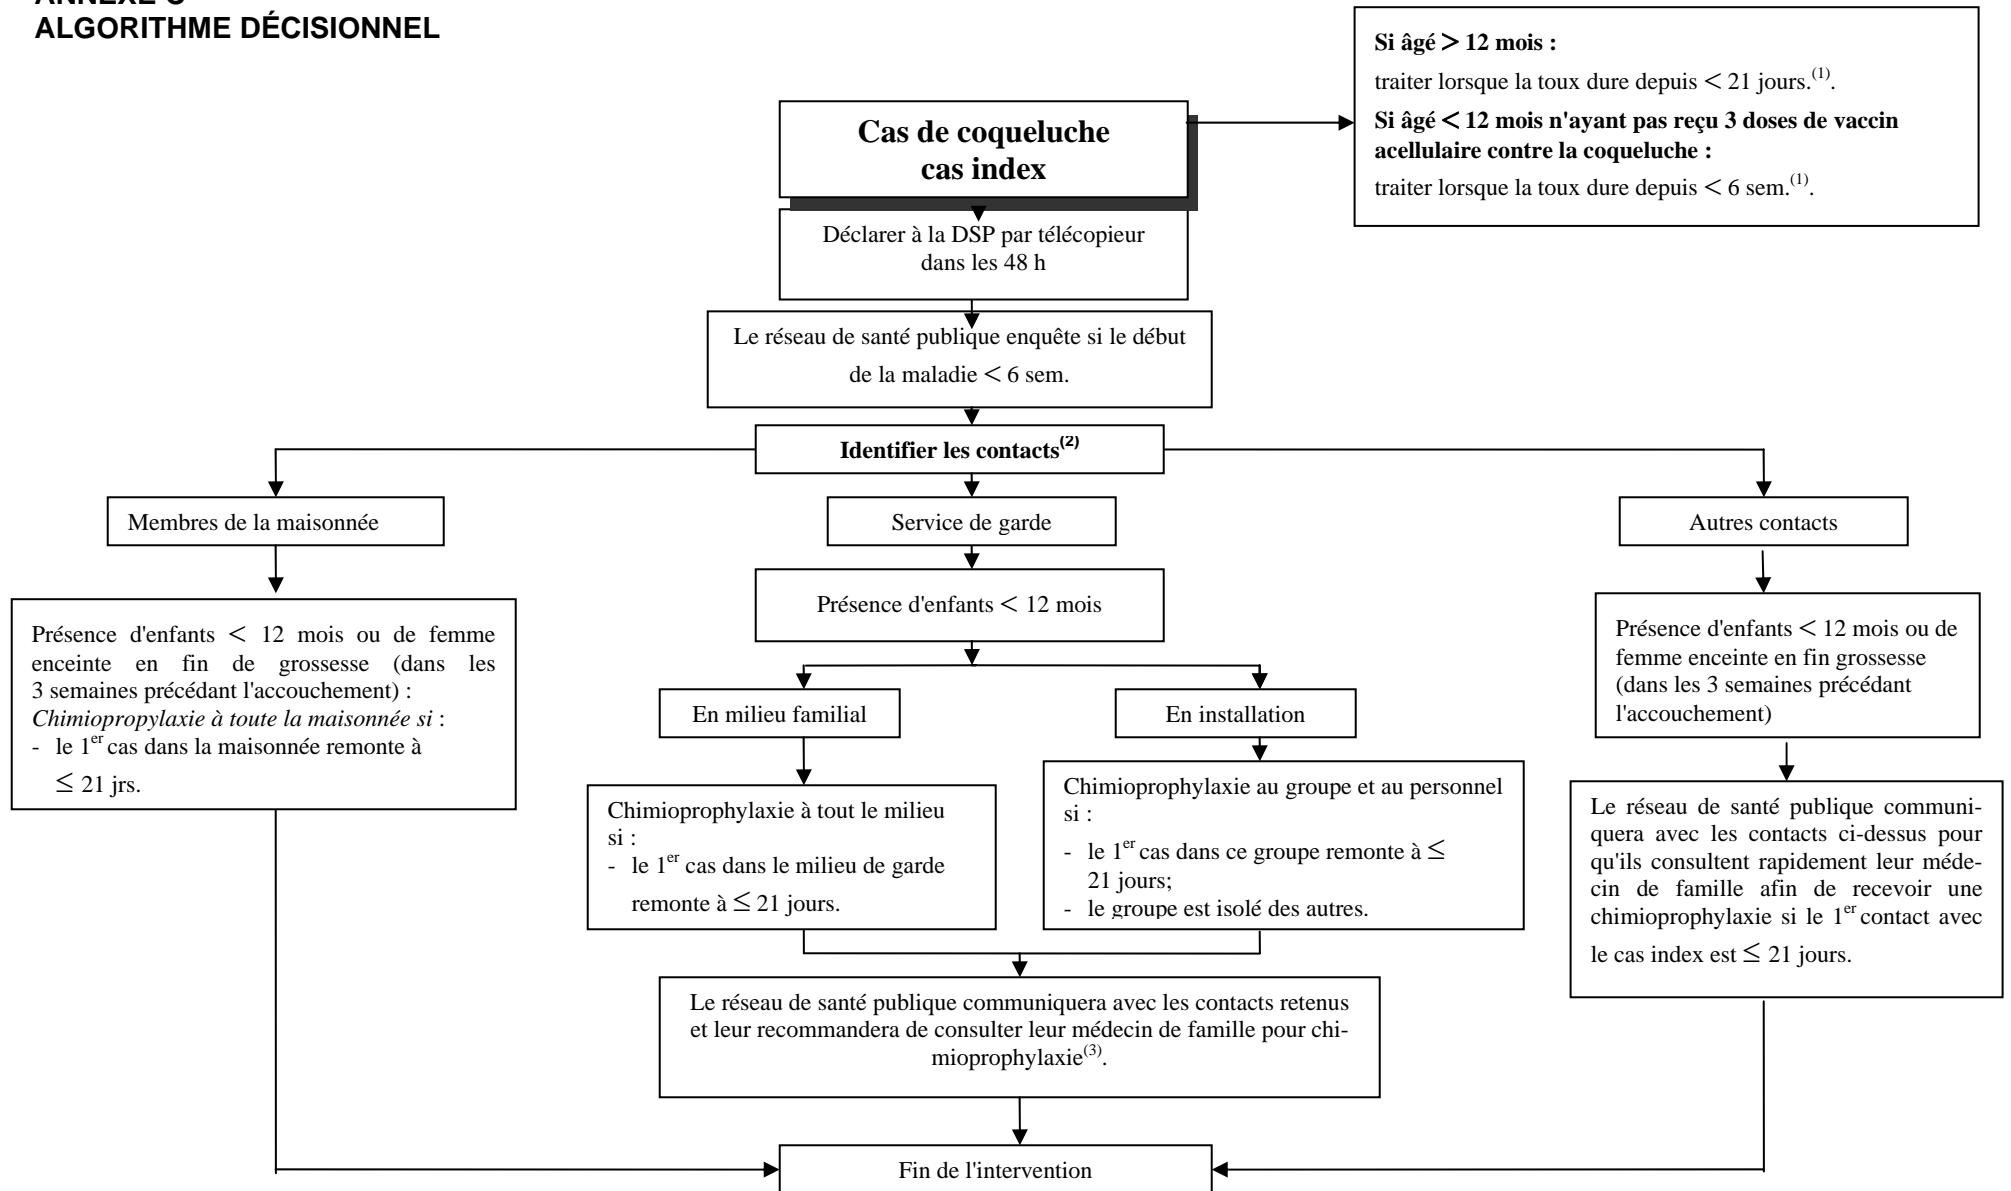 ALGORITHME DÉCISIONNEL
Si âgé > 12 mois :
traiter lorsque la toux dure depuis < 21 jours.(1).
Si âgé < 12 mois n'ayant pas reçu 3 doses de vaccin
acellulaire contre la coqueluche :
traiter lorsque la toux dure depuis < 6 sem.(1).
Cas de coqueluche
cas index
Déclarer à la DSP par télécopieur
dans les 48 h
Le réseau de santé publique enquête si le début
de la maladie < 6 sem.
Identifier les contacts(2)
Membres de la maisonnée
Service de garde
Autres contacts
Présence d'enfants < 12 mois ou de femme
enceinte en fin de grossesse (dans les
3 semaines précédant l'accouchement) :
Chimiopropylaxie à toute la maisonnée si :
- le 1er cas dans la maisonnée remonte à
≤ 21 jrs.
Présence d'enfants < 12 mois
En milieu familial
En installation
Chimioprophylaxie à tout le milieu
si :
- le 1er cas dans le milieu de garde
remonte à ≤ 21 jours.
Chimioprophylaxie au groupe et au personnel
si :
- le 1er cas dans ce groupe remonte à ≤
21 jours;
- le groupe est isolé des autres.
Présence d'enfants < 12 mois ou de
femme enceinte en fin grossesse
(dans les 3 semaines précédant
l'accouchement)
Le réseau de santé publique communi-
quera avec les contacts ci-dessus pour
qu'ils consultent rapidement leur méde-
cin de famille afin de recevoir une
chimioprophylaxie si le 1er contact avec
le cas index est ≤ 21 jours.
Le réseau de santé publique communiquera avec les contacts retenus
et leur recommandera de consulter leur médecin de famille pour chi-
mioprophylaxie(3).
Fin de l'intervention